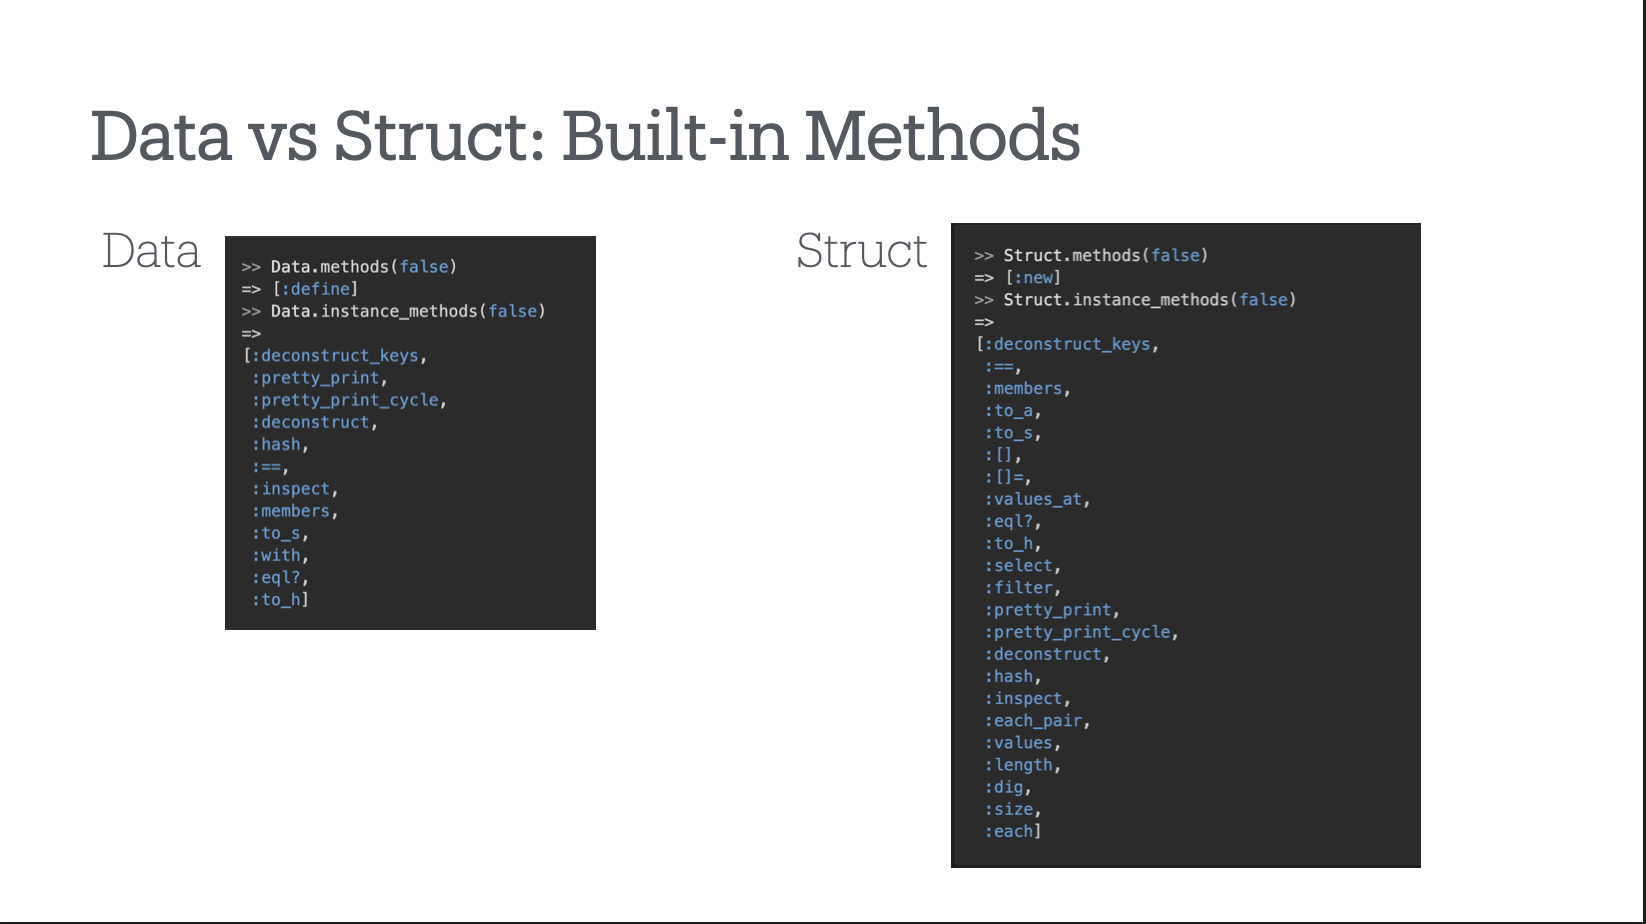 Data vs Struct: Built-in Methods
Data
>> Data.methods(false)
=> [:define]
>> Data.instance_methods(false)
=>
[:deconstruct_keys,
:pretty_print,
:pretty_print_cycle,
:deconstruct,
:hash,
:==,
:inspect,
:members,
:to_s,
:with,
:eql?,
:to_h]
Struct
>> Struct.methods(false)
=> [:new]
>> Struct.instance_methods(false)
=>
[:deconstruct_keys,
:==,
:members,
:to_a,
:to_s,
:[],
:[]=,
:values_at,
:eql?,
:to_h,
:select,
:filter,
:pretty_print,
:pretty_print_cycle,
:deconstruct,
:hash,
:inspect,
:each_pair,
:values,
:length,
:dig,
:size,
:each]